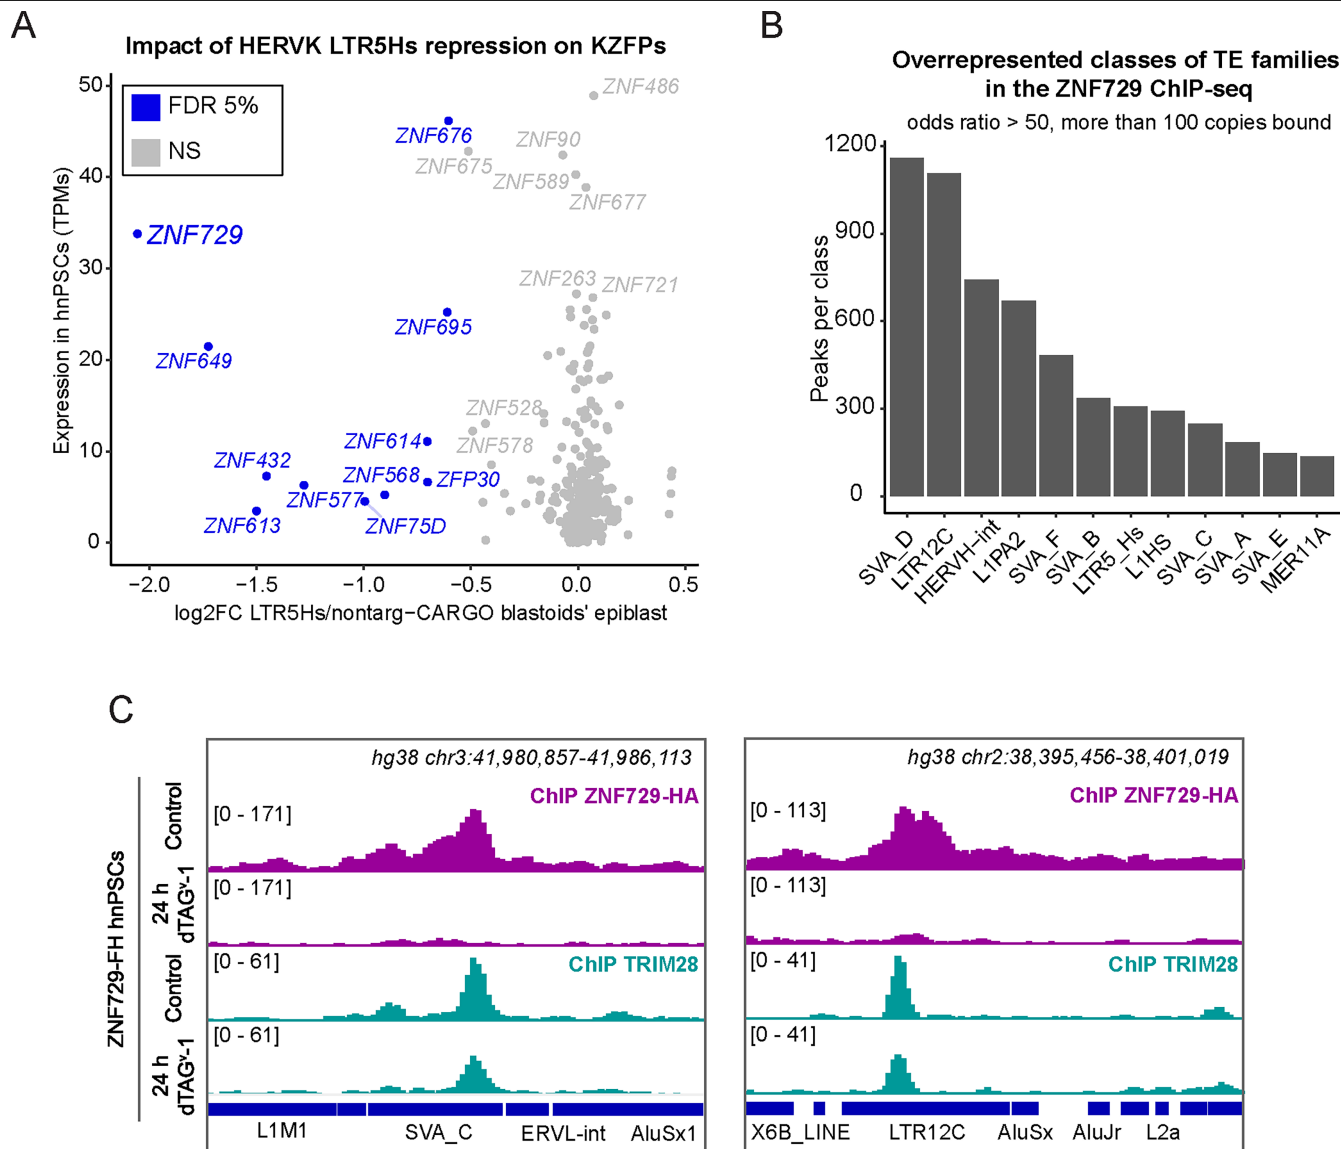 A
Impact of HERVK LTR5Hs repression on KZFPs
Expression in hnPSCs (TPMs)
50
40
30
20
10
0
FDR 5%
NS
ZNF486
ZNF676
ZNF90
ZNF675
ZNF589
ZNF677
ZNF729
ZNF263
ZNF721
ZNF695
ZNF649
ZNF528
ZNF614
ZNF578
ZNF432
ZNF568
ZFP30
ZNF577
ZNF613
ZNF75D
−2.0
−1.5
−1.0
−0.5
0.0
0.5
log2FC LTR5Hs/nontarg−CARGO blastoids' epiblast
B
Overrepresented classes of TE families
in the ZNF729 ChIP-seq
odds ratio > 50, more than 100 copies bound
Peaks per class
1200
900
600
300
0
SVA_D
LTR12C
HERVH−int
L1PA2
SVA_F
SVA_B
LTR5_Hs
L1HS
SVA_C
SVA_A
SVA_E
MER11A
C
ZNF729-FH hnPSCs
Control
24 h
dTAGᵛ-1
Control
24 h
dTAGᵛ-1
hg38 chr3:41,980,857-41,986,113
ChIP ZNF729-HA
[0 - 171]
[0 - 171]
[0 - 61]
ChIP TRIM28
[0 - 61]
L1M1
SVA_C
ERVL-int
AluSx1
hg38 chr2:38,395,456-38,401,019
ChIP ZNF729-HA
[0 - 113]
[0 - 113]
[0 - 41]
ChIP TRIM28
[0 - 41]
X6B_LINE
LTR12C
AluSx
AluJr
L2a